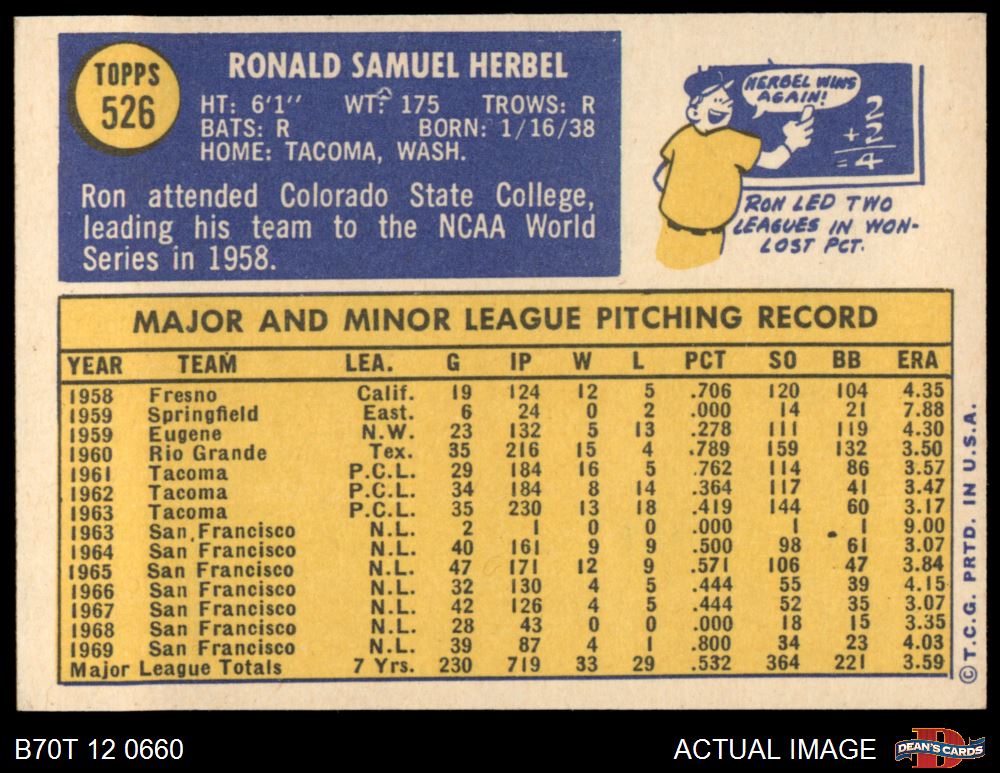 TOPPS
526
RONALD SAMUEL HERBEL
HT: 6'1'' WT: 175 TROWS: R
BATS: R BORN: 1/16/38
HOME: TACOMA, WASH.
Ron attended Colorado State College,
leading his team to the NCAA World
Series in 1958.
HERBEL WINS
AGAIN!
2
+2
=4
RON LED TWO
LEAGUES IN WON-
LOST PCT.
MAJOR AND MINOR LEAGUE PITCHING RECORD
YEAR TEAM LEA. G IP W L PCT SO BB ERA
1958 Fresno Calif. 19 124 12 5 .706 120 104 4.35
1959 Springfield East. 6 24 0 2 .000 14 21 7.88
1959 Eugene N.W. 23 132 5 13 .278 111 119 4.30
1960 Rio Grande Tex. 35 216 15 4 .789 159 132 3.50
1961 Tacoma P.C.L. 29 184 16 5 .762 114 86 3.57
1962 Tacoma P.C.L. 34 184 8 14 .364 117 41 3.47
1963 Tacoma P.C.L. 35 230 13 18 .419 144 60 3.17
1963 San Francisco N.L. 2 1 0 0 .000 1 1 9.00
1964 San Francisco N.L. 40 161 9 9 .500 98 61 3.07
1965 San Francisco N.L. 47 171 12 9 .571 106 47 3.84
1966 San Francisco N.L. 32 130 4 5 .444 55 39 4.15
1967 San Francisco N.L. 42 126 4 5 .444 52 35 3.07
1968 San Francisco N.L. 28 43 0 0 .000 18 15 3.35
1969 San Francisco N.L. 39 87 4 1 .800 34 23 4.03
Major League Totals 7 Yrs. 230 719 33 29 .532 364 221 3.59
© T.C.G. PRTD. IN U.S.A.
B70T 12 0660
ACTUAL IMAGE
D
DEAN'S CARDS